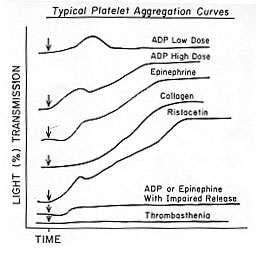 Typical Platelet Aggregation Curves
ADP Low Dose
ADP High Dose
Epinephrine
Collagen
Ristocetin
ADP or Epinephine
With Impaired Release
Thrombasthenia
LIGHT (%) TRANSMISSION
TIME